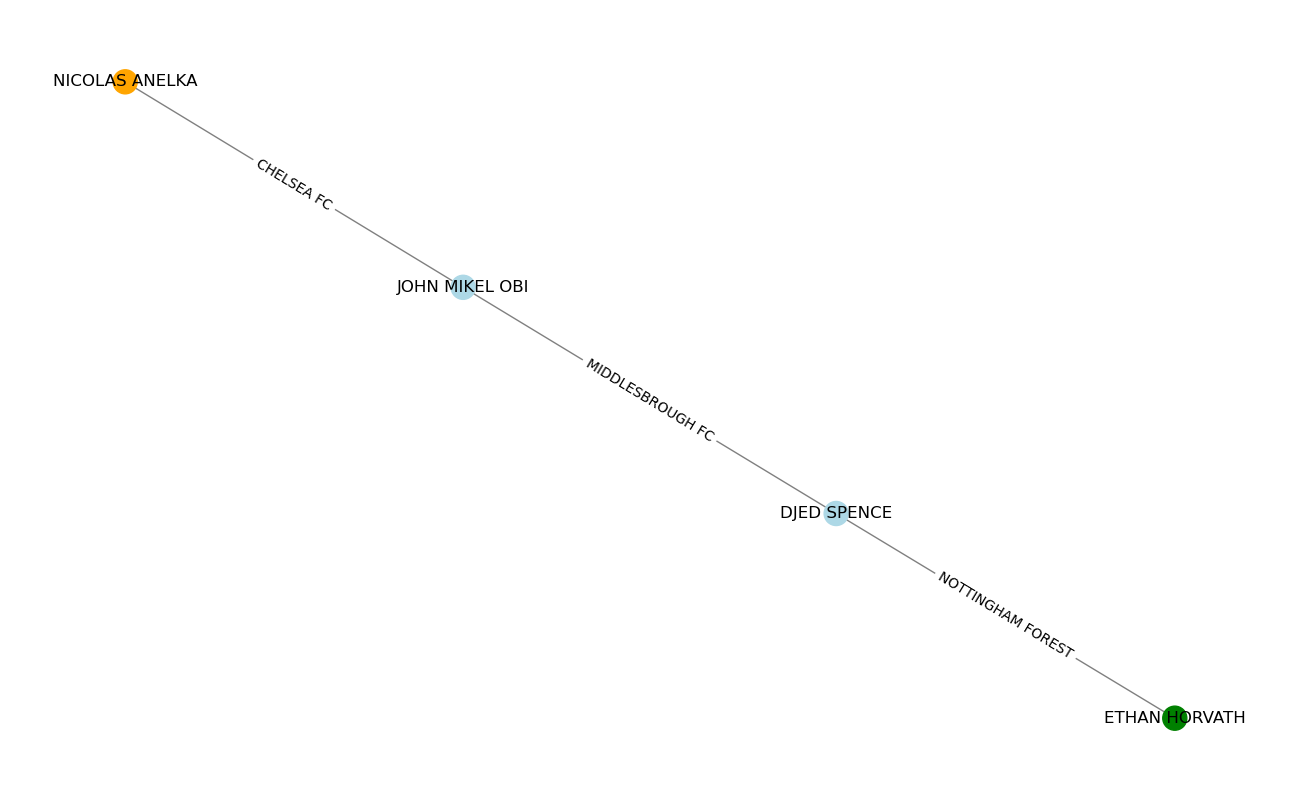 NICOLAS ANELKA
CHELSEA FC
JOHN MIKEL OBI
MIDDLESBROUGH FC
DJED SPENCE
NOTTINGHAM FOREST
ETHAN HORVATH